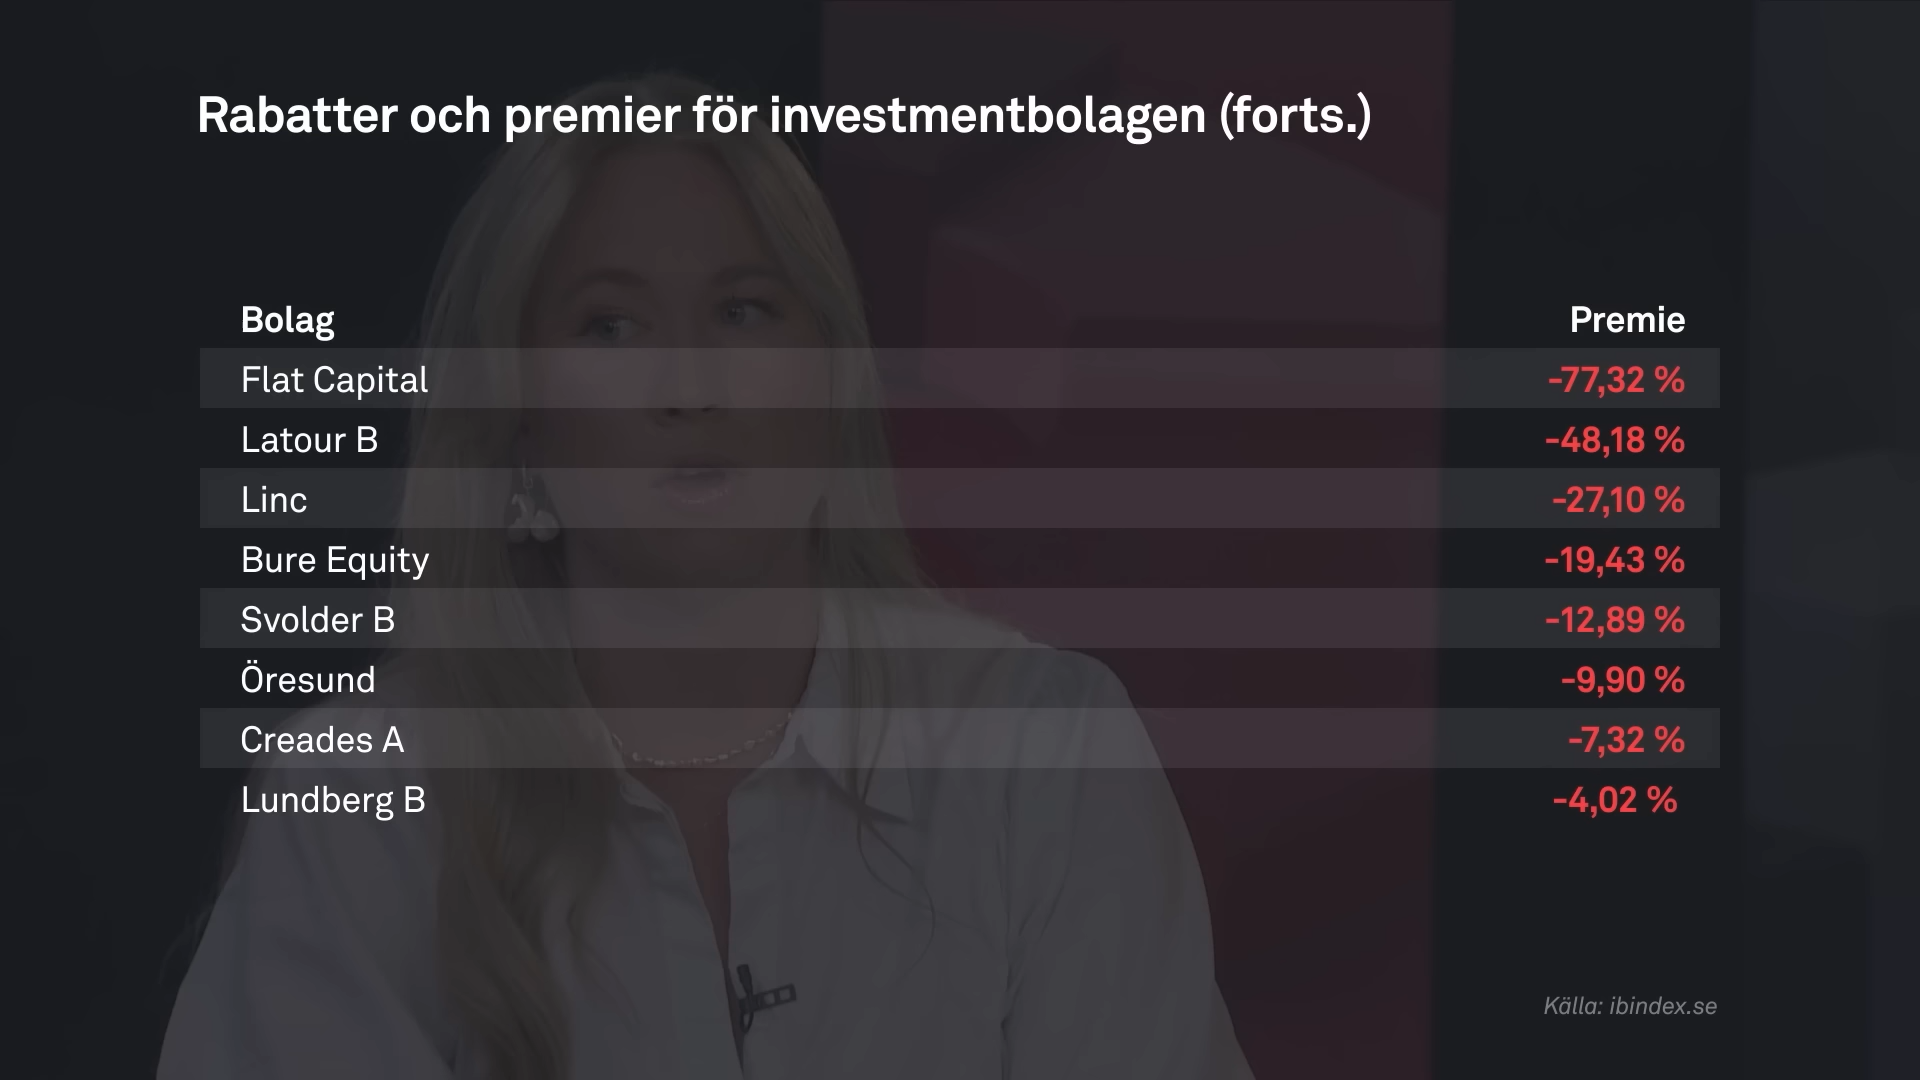 Rabatter och premier för investmentbolagen (forts.)
Bolag Premie
Flat Capital -77,32 %
Latour B -48,18 %
Linc -27,10 %
Bure Equity -19,43 %
Svolder B -12,89 %
Öresund -9,90 %
Creades A -7,32 %
Lundberg B -4,02 %
Källa: ibindex.se